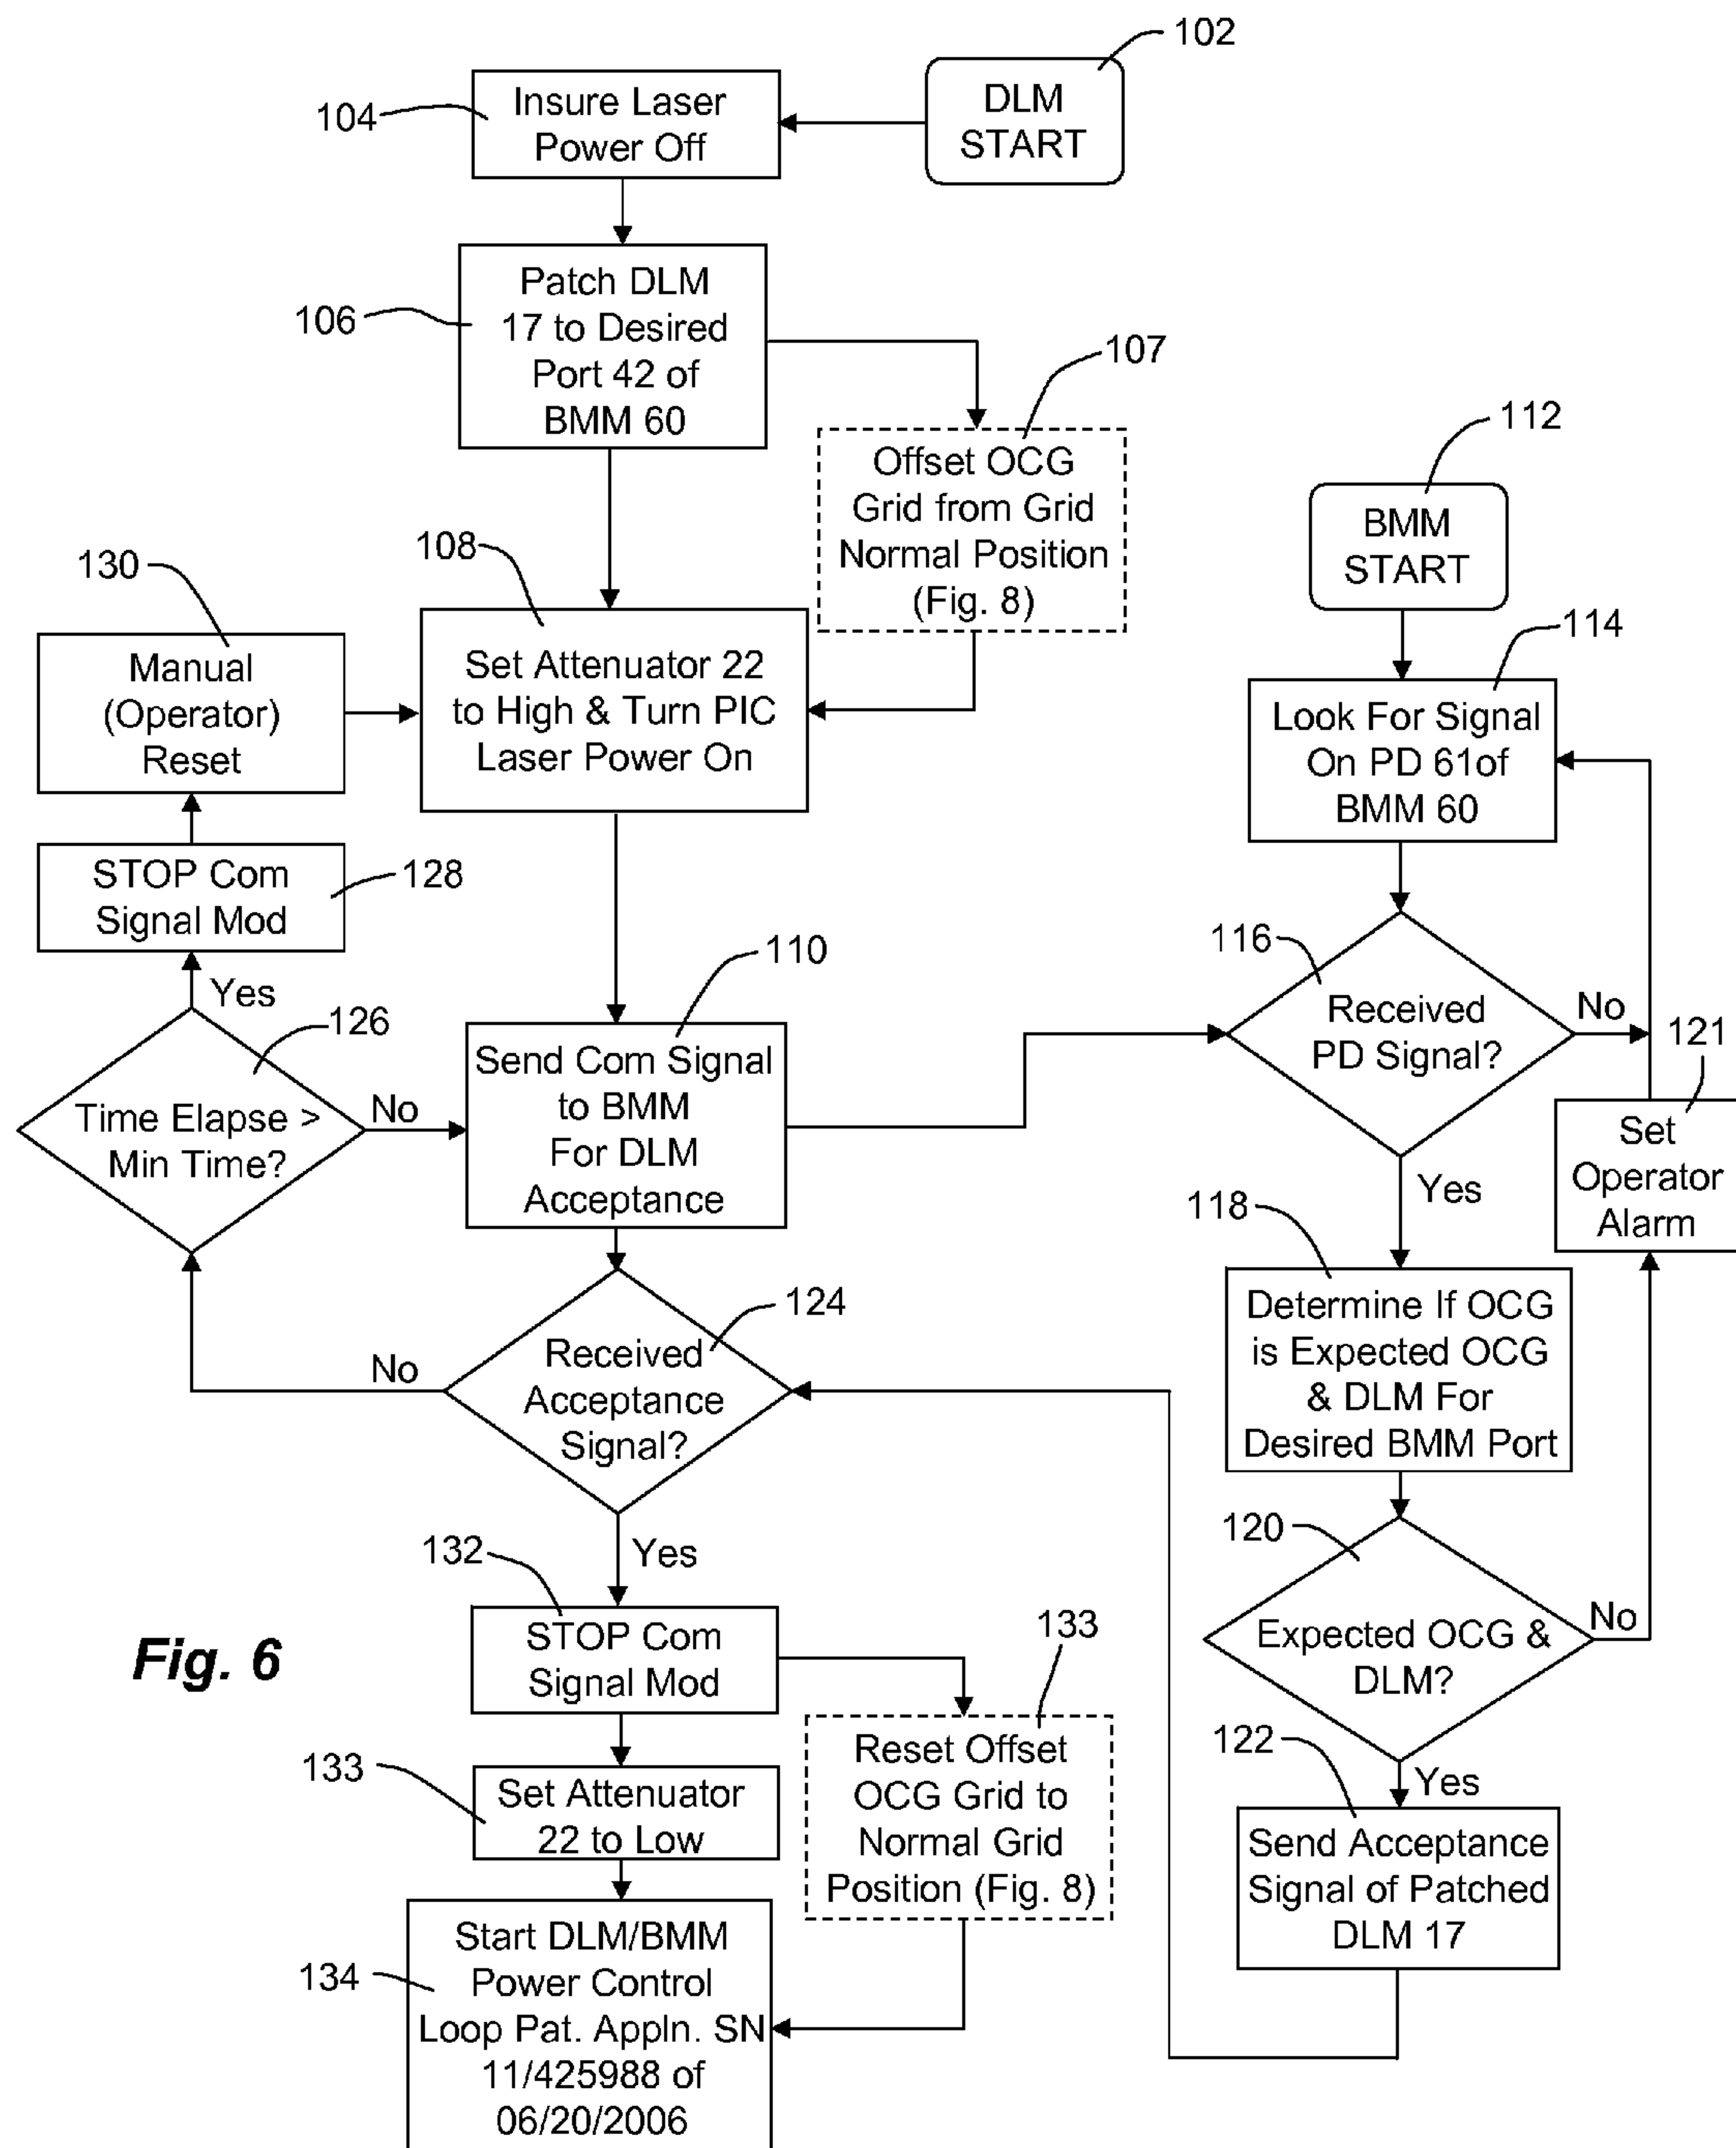 102
104
Insure Laser
Power Off
DLM
START
106
Patch DLM
17 to Desired
Port 42 of
BMM 60
107
Offset OCG
Grid from Grid
Normal Position
(Fig. 8)
112
BMM
START
130
Manual
(Operator)
Reset
108
Set Attenuator 22
to High & Turn PIC
Laser Power On
114
Look For Signal
On PD 61of
BMM 60
STOP Com
Signal Mod
128
Yes
126
Time Elapse >
Min Time?
No
110
Send Com Signal
to BMM
For DLM
Acceptance
116
Received
PD Signal?
No
121
Set
Operator
Alarm
Yes
118
Determine If OCG
is Expected OCG
& DLM For
Desired BMM Port
124
Received
Acceptance
Signal?
No
Yes
120
Expected OCG &
DLM?
No
Yes
122
Send Acceptance
Signal of Patched
DLM 17
132
STOP Com
Signal Mod
Fig. 6
133
Reset Offset
OCG Grid to
Normal Grid
Position (Fig. 8)
133
Set Attenuator
22 to Low
134
Start DLM/BMM
Power Control
Loop Pat. Appln. SN
11/425988 of
06/20/2006